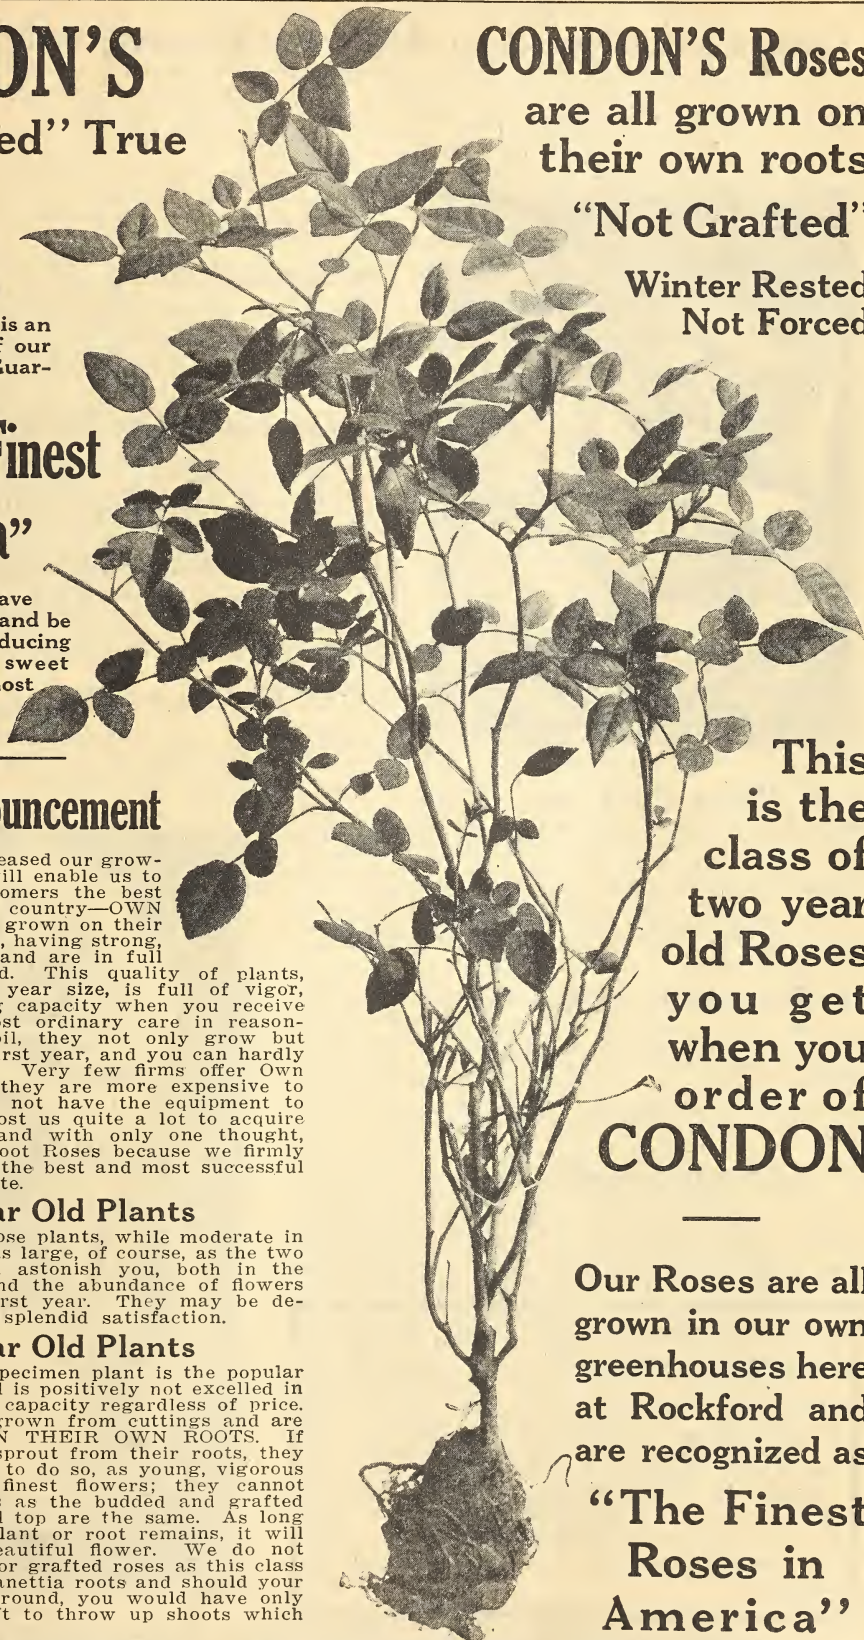 ON'S
ed" True
is an
f our
Guar-
Finest
a"
ave
and be
ducing
sweet
ost
ouncement
eased our grow-
ill enable us to
omers the best
country—OWN
grown on their
, having strong,
and are in full
d. This quality of plants,
year size, is full of vigor,
g capacity when you receive
ost ordinary care in reason-
oil, they not only grow but
irst year, and you can hardly
Very few firms offer Own
they are more expensive to
not have the equipment to
ost us quite a lot to acquire
and with only one thought,
oot Roses because we firmly
the best and most successful
te.
ar Old Plants
ose plants, while moderate in
s large, of course, as the two
astonish you, both in the
nd the abundance of flowers
irst year. They may be de-
splendid satisfaction.
ar Old Plants
pecimen plant is the popular
d is positively not excelled in
capacity regardless of price.
grown from cuttings and are
N THEIR OWN ROOTS. If
sprout from their roots, they
to do so, as young, vigorous
finest flowers; they cannot
s as the budded and grafted
d top are the same. As long
lant or root remains, it will
eautiful flower. We do not
or grafted roses as this class
anettia roots and should your
round, you would have only
ft to throw up shoots which
CONDON'S Roses
are all grown on
their own roots
"Not Grafted"
Winter Rested
Not Forced
This
is the
class of
two year
old Roses
you get
when you
order of
CONDON
Our Roses are all
grown in our own
greenhouses here
at Rockford and
are recognized as
"The Finest
Roses in
America"